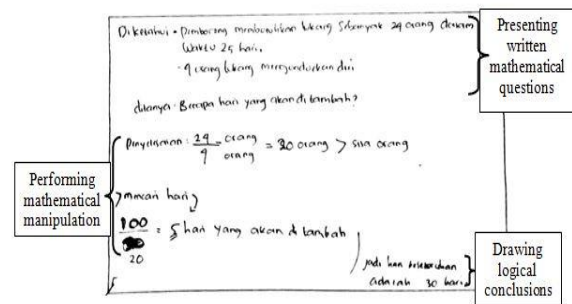 Diketahui - Pemborong membutuhkan tukang sebanyak 24 orang dalam
waktu 25 hari.
- 4 orang tukang mengundurkan diri
ditanya - Berapa hari yang akan di tambah?
Penyelesaian: 24 orang / 4 orang = 20 orang > sisa orang
> mencari hari
100 / 20 = 5 hari yang akan di tambah
jadi hari keseluruhan
adalah 30 hari
Presenting
written
mathematical
questions
Performing
mathematical
manipulation
Drawing
logical
conclusions